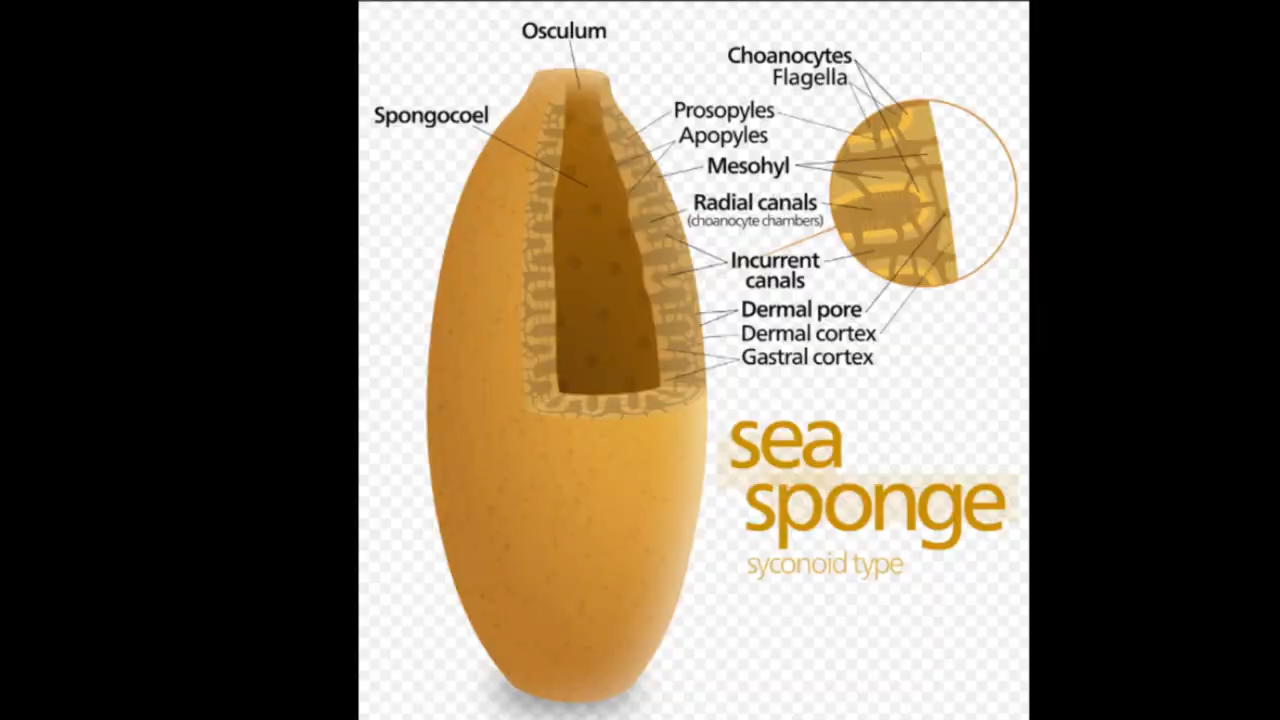 Osculum
Spongocoel
Choanocytes
Flagella
Prosopyles
Apopyles
Mesohyl
Radial canals
(choanocyte chambers)
Incurrent
canals
Dermal pore
Dermal cortex
Gastral cortex
sea
sponge
syconoid type